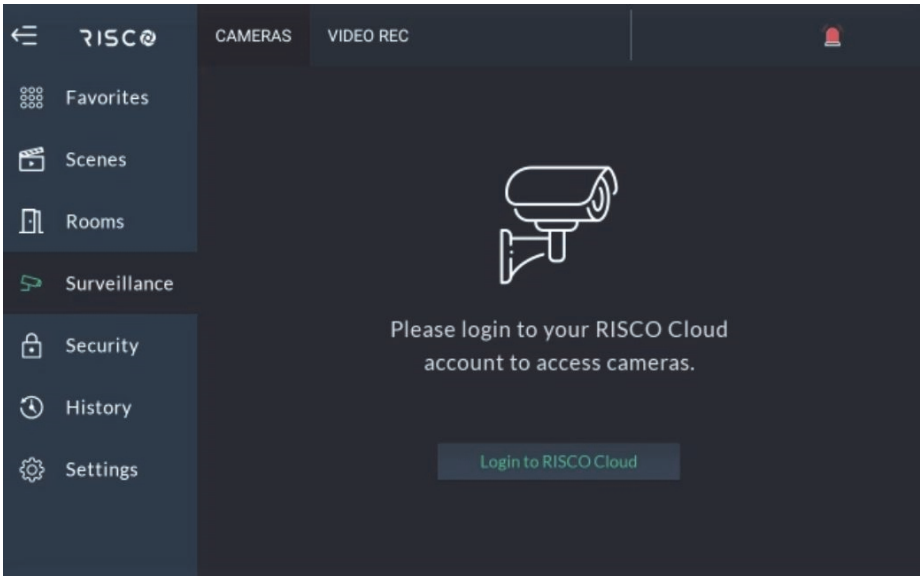 RISCO
CAMERAS
VIDEO REC
Favorites
Scenes
Rooms
Surveillance
Security
History
Settings
Please login to your RISCO Cloud
account to access cameras.
Login to RISCO Cloud